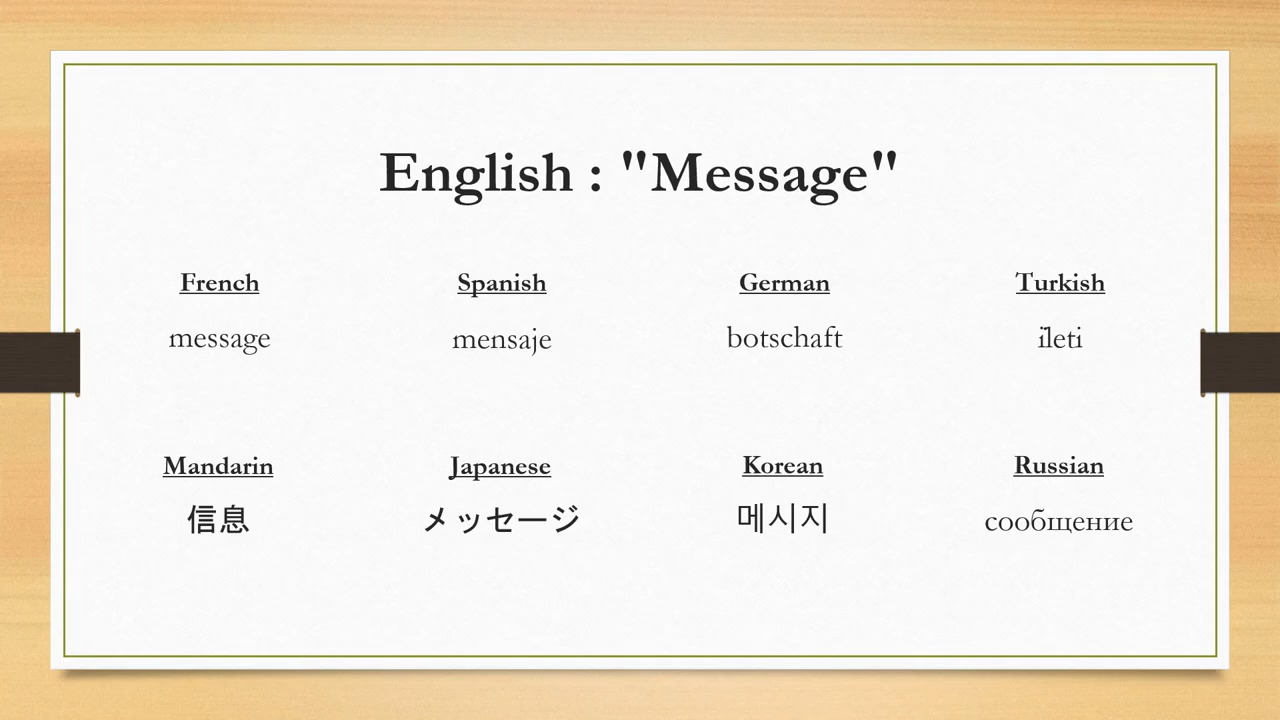 English : "Message"
French Spanish German Turkish
message mensaje botschaft ileti
Mandarin Japanese Korean Russian
信息 メッセージ 메시지 сообщение